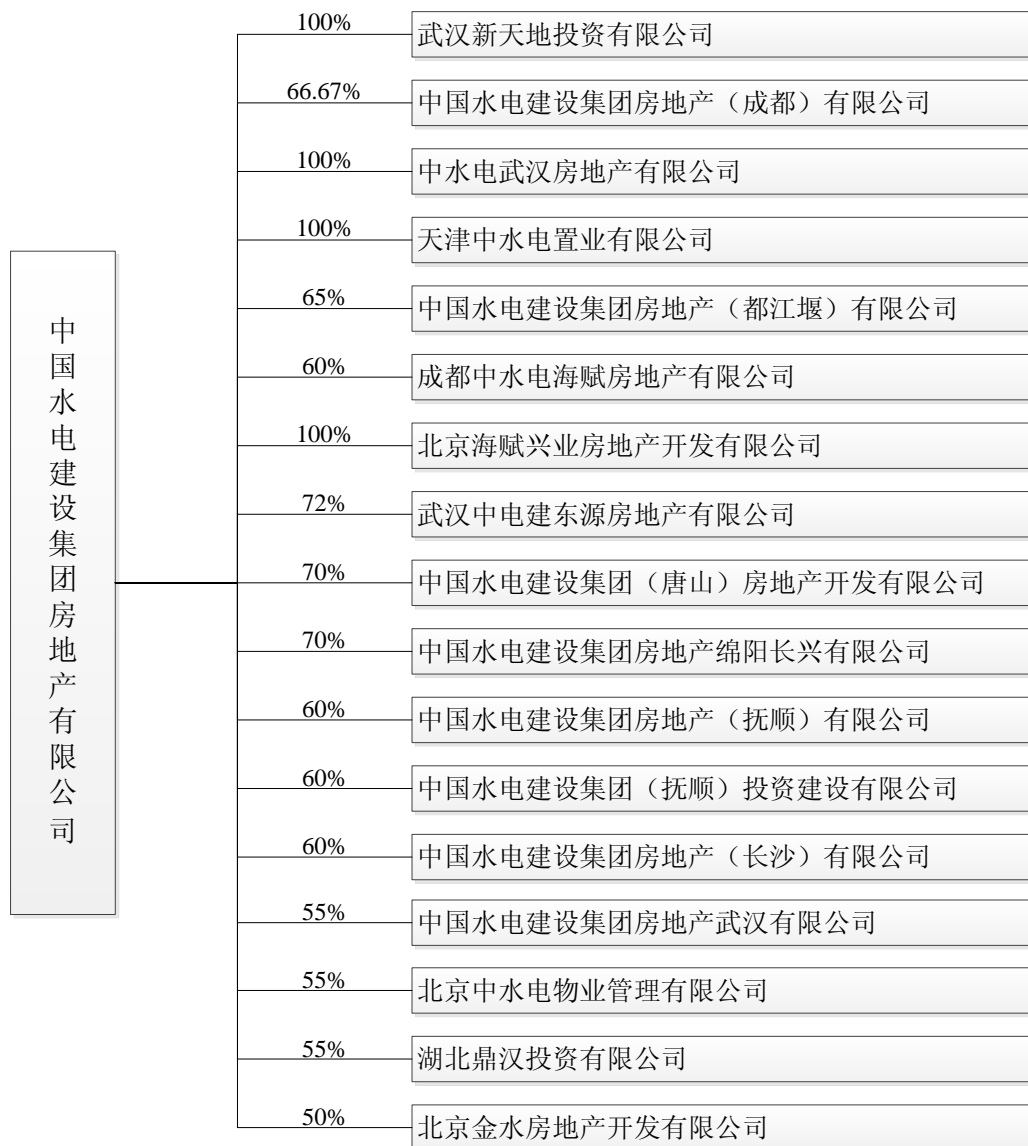 中国水电建设集团房地产有限公司
100%
武汉新天地投资有限公司
66.67%
中国水电建设集团房地产（成都）有限公司
100%
中水电武汉房地产有限公司
100%
天津中水电置业有限公司
65%
中国水电建设集团房地产（都江堰）有限公司
60%
成都中水电海赋房地产有限公司
100%
北京海赋兴业房地产开发有限公司
72%
武汉中电建东源房地产有限公司
70%
中国水电建设集团（唐山）房地产开发有限公司
70%
中国水电建设集团房地产绵阳长兴有限公司
60%
中国水电建设集团房地产（抚顺）有限公司
60%
中国水电建设集团（抚顺）投资建设有限公司
60%
中国水电建设集团房地产（长沙）有限公司
55%
中国水电建设集团房地产武汉有限公司
55%
北京中水电物业管理有限公司
55%
湖北鼎汉投资有限公司
50%
北京金水房地产开发有限公司